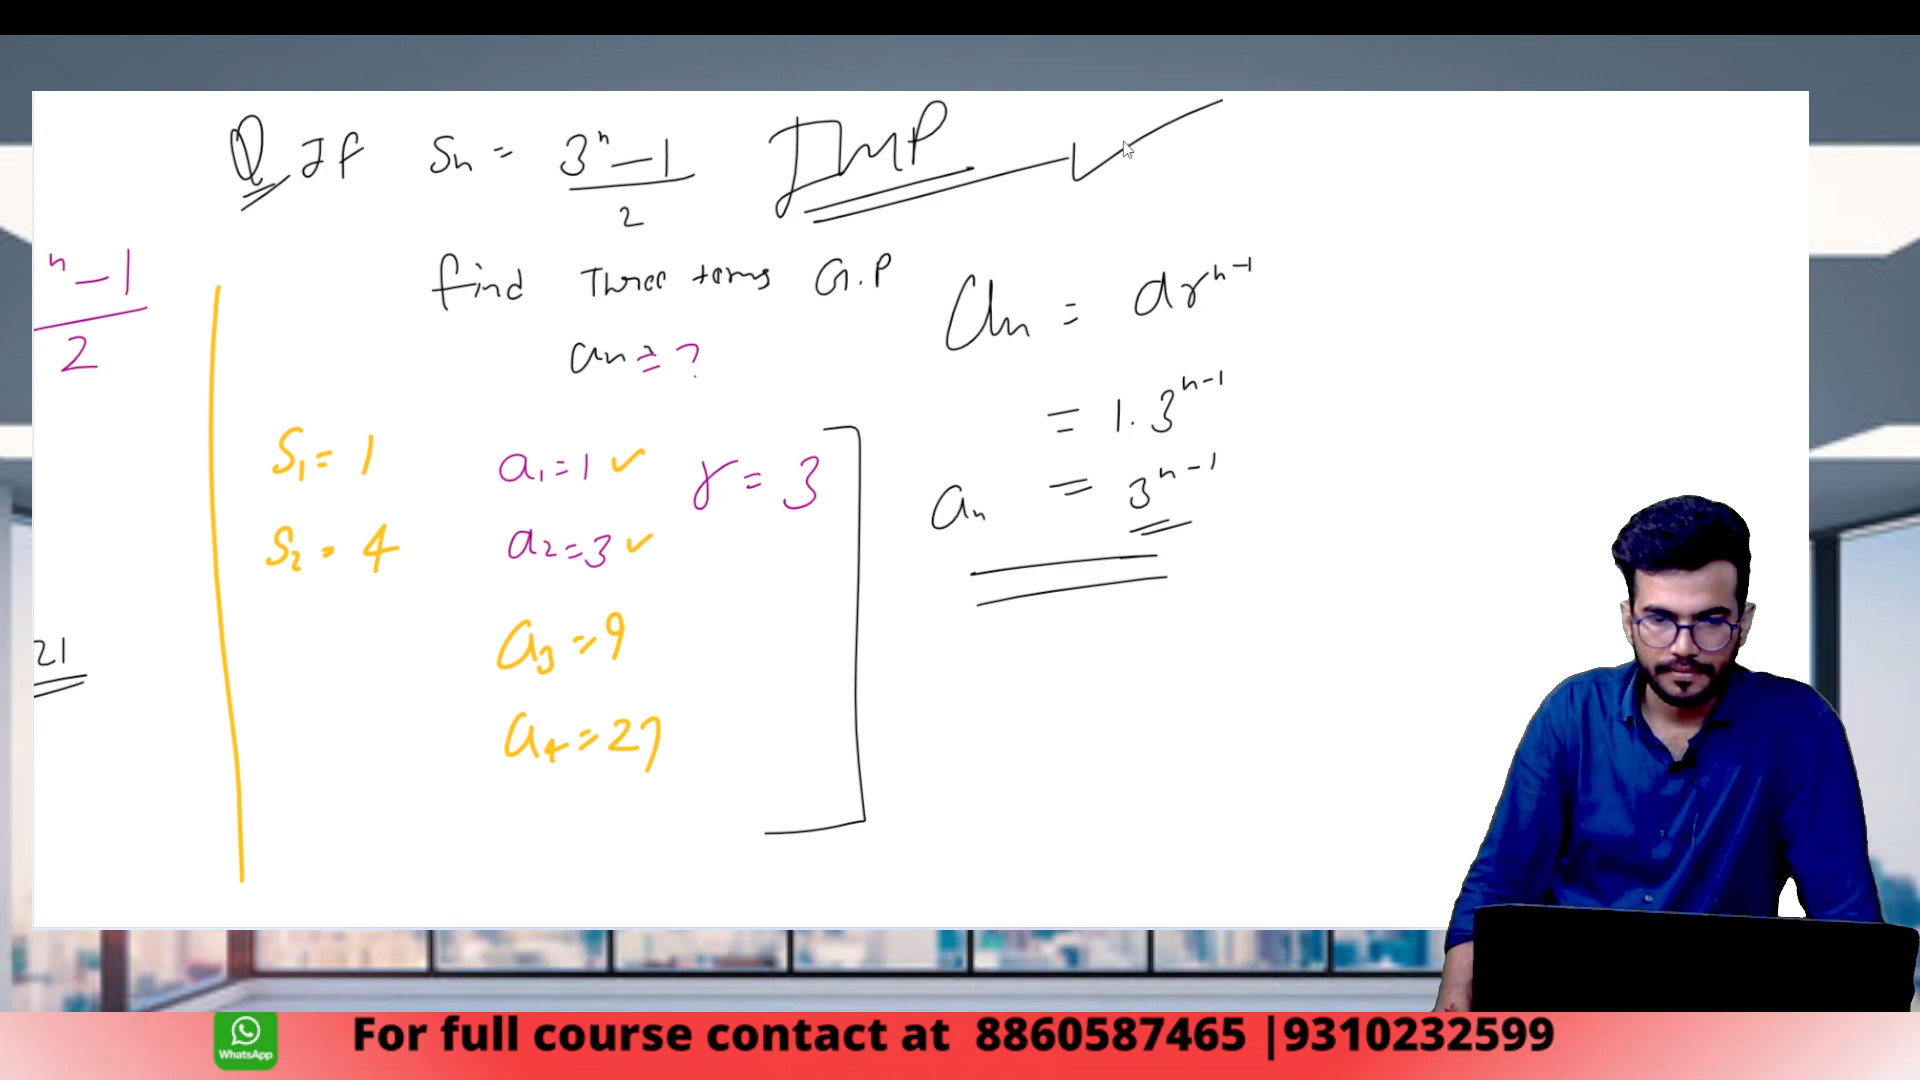 Q If Sn = 3^n - 1 / 2 IMP ✓
find Three terms G.P
an = ?
n - 1
2
21
S1 = 1
S2 = 4
a1 = 1 ✓
a2 = 3 ✓
a3 = 9
a4 = 27
r = 3
an = ar^n-1
= 1.3^n-1
an = 3^n-1
WhatsApp
For full course contact at 8860587465 |9310232599